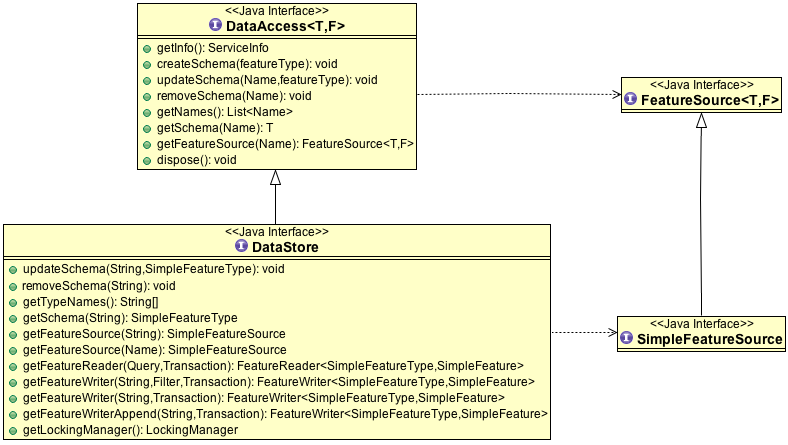 <<Java Interface>>
DataAccess<T,F>
getInfo(): ServiceInfo
createSchema(featureType): void
updateSchema(Name,featureType): void
removeSchema(Name): void
getNames(): List<Name>
getSchema(Name): T
getFeatureSource(Name): FeatureSource<T,F>
dispose(): void
<<Java Interface>>
FeatureSource<T,F>
<<Java Interface>>
DataStore
updateSchema(String,SimpleFeatureType): void
removeSchema(String): void
getTypeNames(): String[]
getSchema(String): SimpleFeatureType
getFeatureSource(String): SimpleFeatureSource
getFeatureSource(Name): SimpleFeatureSource
getFeatureReader(Query,Transaction): FeatureReader<SimpleFeatureType,SimpleFeature>
getFeatureWriter(String,Filter,Transaction): FeatureWriter<SimpleFeatureType,SimpleFeature>
getFeatureWriter(String,Transaction): FeatureWriter<SimpleFeatureType,SimpleFeature>
getFeatureWriterAppend(String,Transaction): FeatureWriter<SimpleFeatureType,SimpleFeature>
getLockingManager(): LockingManager
<<Java Interface>>
SimpleFeatureSource